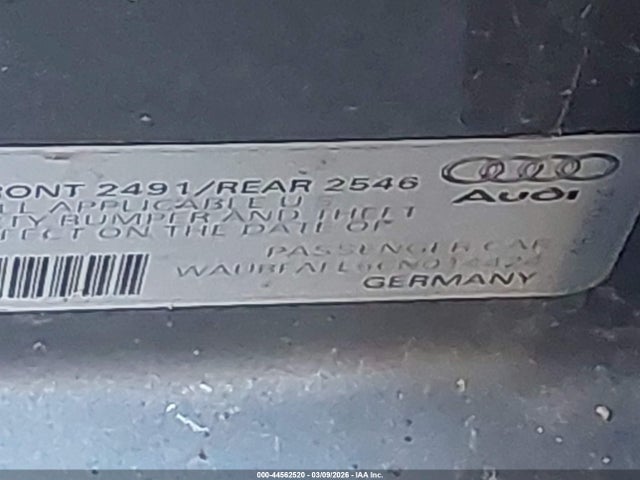 RONT 2491/REAR 2546
LL APPLICABLE U S
TY BUMPER AND THEFT
FECT ON THE DATE OF
PASSENGER CAR
GERMANY
Audi
000-44562520 - 03/09/2026 - IAA Inc.